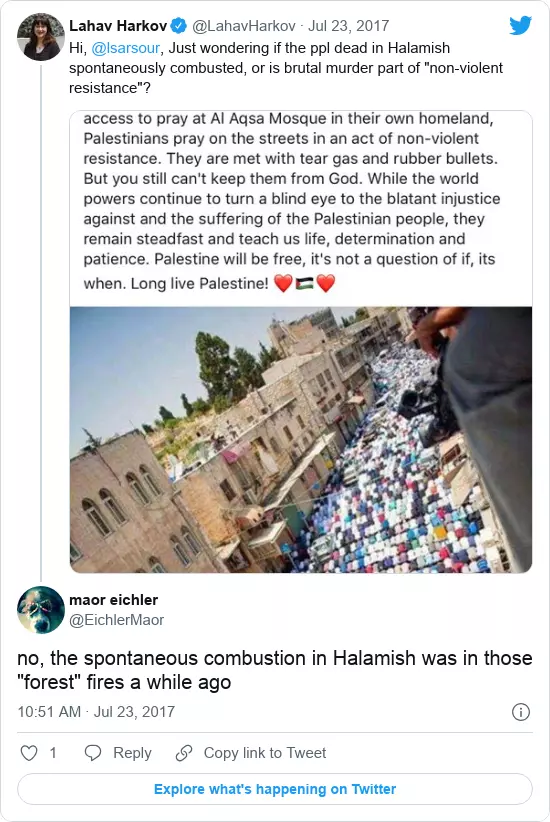 Lahav Harkov @LahavHarkov · Jul 23, 2017
Hi, @lsarsour, Just wondering if the ppl dead in Halamish
spontaneously combusted, or is brutal murder part of "non-violent
resistance"?
access to pray at Al Aqsa Mosque in their own homeland,
Palestinians pray on the streets in an act of non-violent
resistance. They are met with tear gas and rubber bullets.
But you still can't keep them from God. While the world
powers continue to turn a blind eye to the blatant injustice
against and the suffering of the Palestinian people, they
remain steadfast and teach us life, determination and
patience. Palestine will be free, it's not a question of if, its
when. Long live Palestine! ❤️🇵🇸❤️
maor eichler
@EichlerMaor
no, the spontaneous combustion in Halamish was in those
"forest" fires a while ago
10:51 AM · Jul 23, 2017
1 Reply Copy link to Tweet
Explore what's happening on Twitter